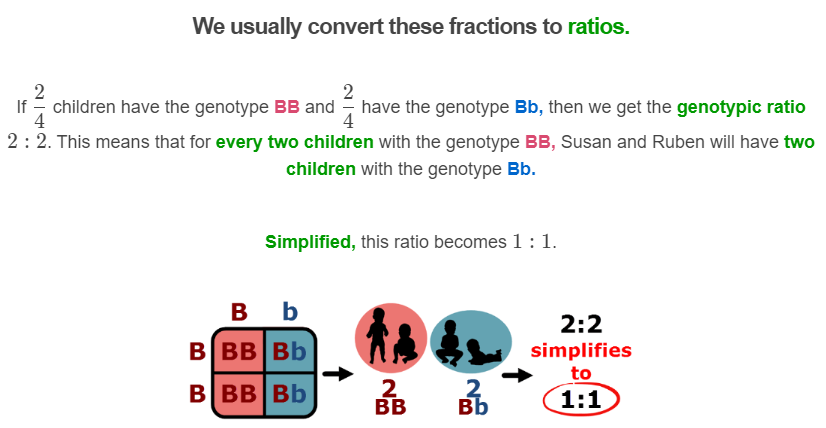 We usually convert these fractions to ratios.
If 2/4 children have the genotype BB and 2/4 have the genotype Bb, then we get the genotypic ratio
2 : 2. This means that for every two children with the genotype BB, Susan and Ruben will have two
children with the genotype Bb.
Simplified, this ratio becomes 1 : 1.
B b
B BB Bb
B BB Bb
2
BB
2
Bb
2:2
simplifies
to
1:1